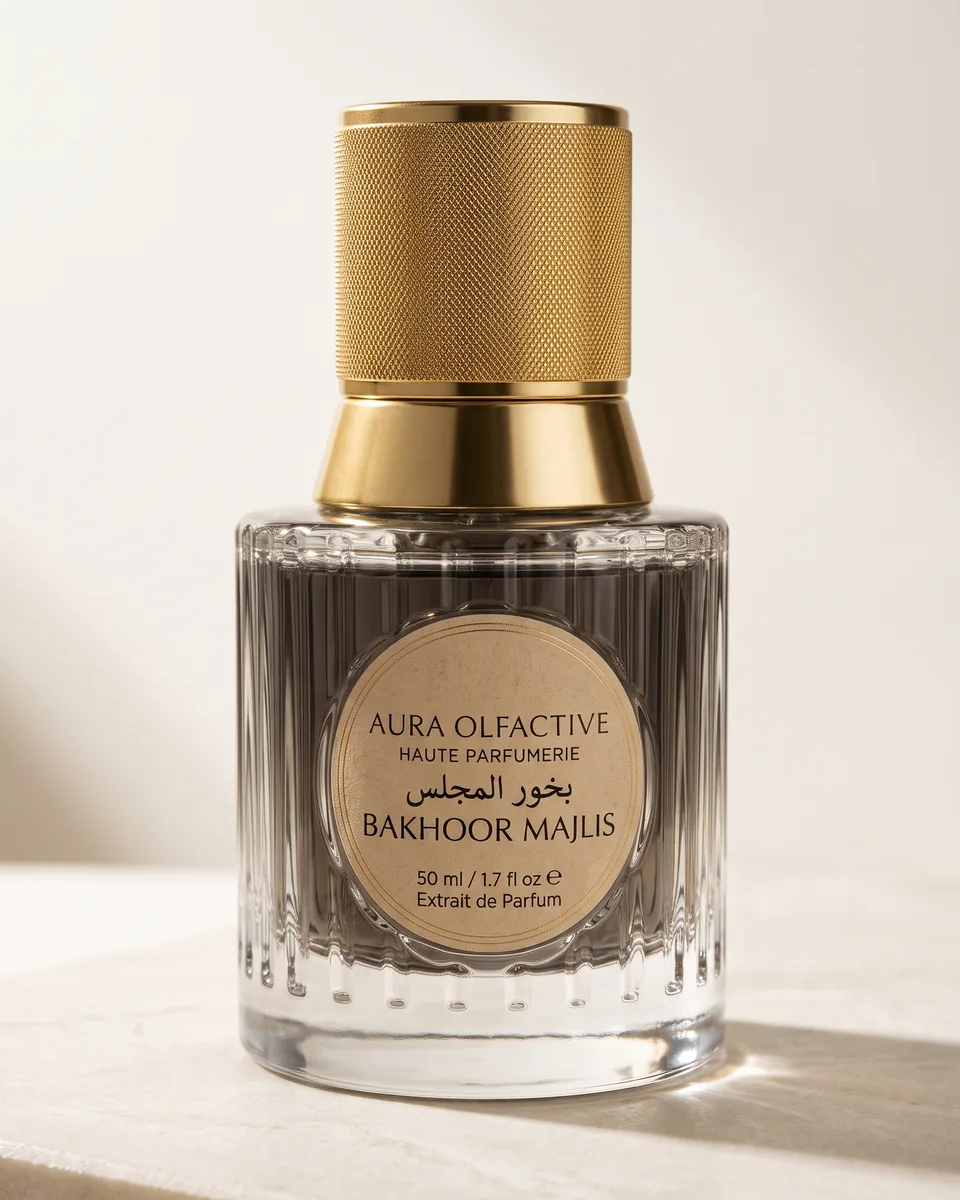 AURA OLFACTIVE
HAUTE PARFUMERIE
بخور المجلس
BAKHOOR MAJLIS
50 ml / 1.7 fl oz ℮
Extrait de Parfum